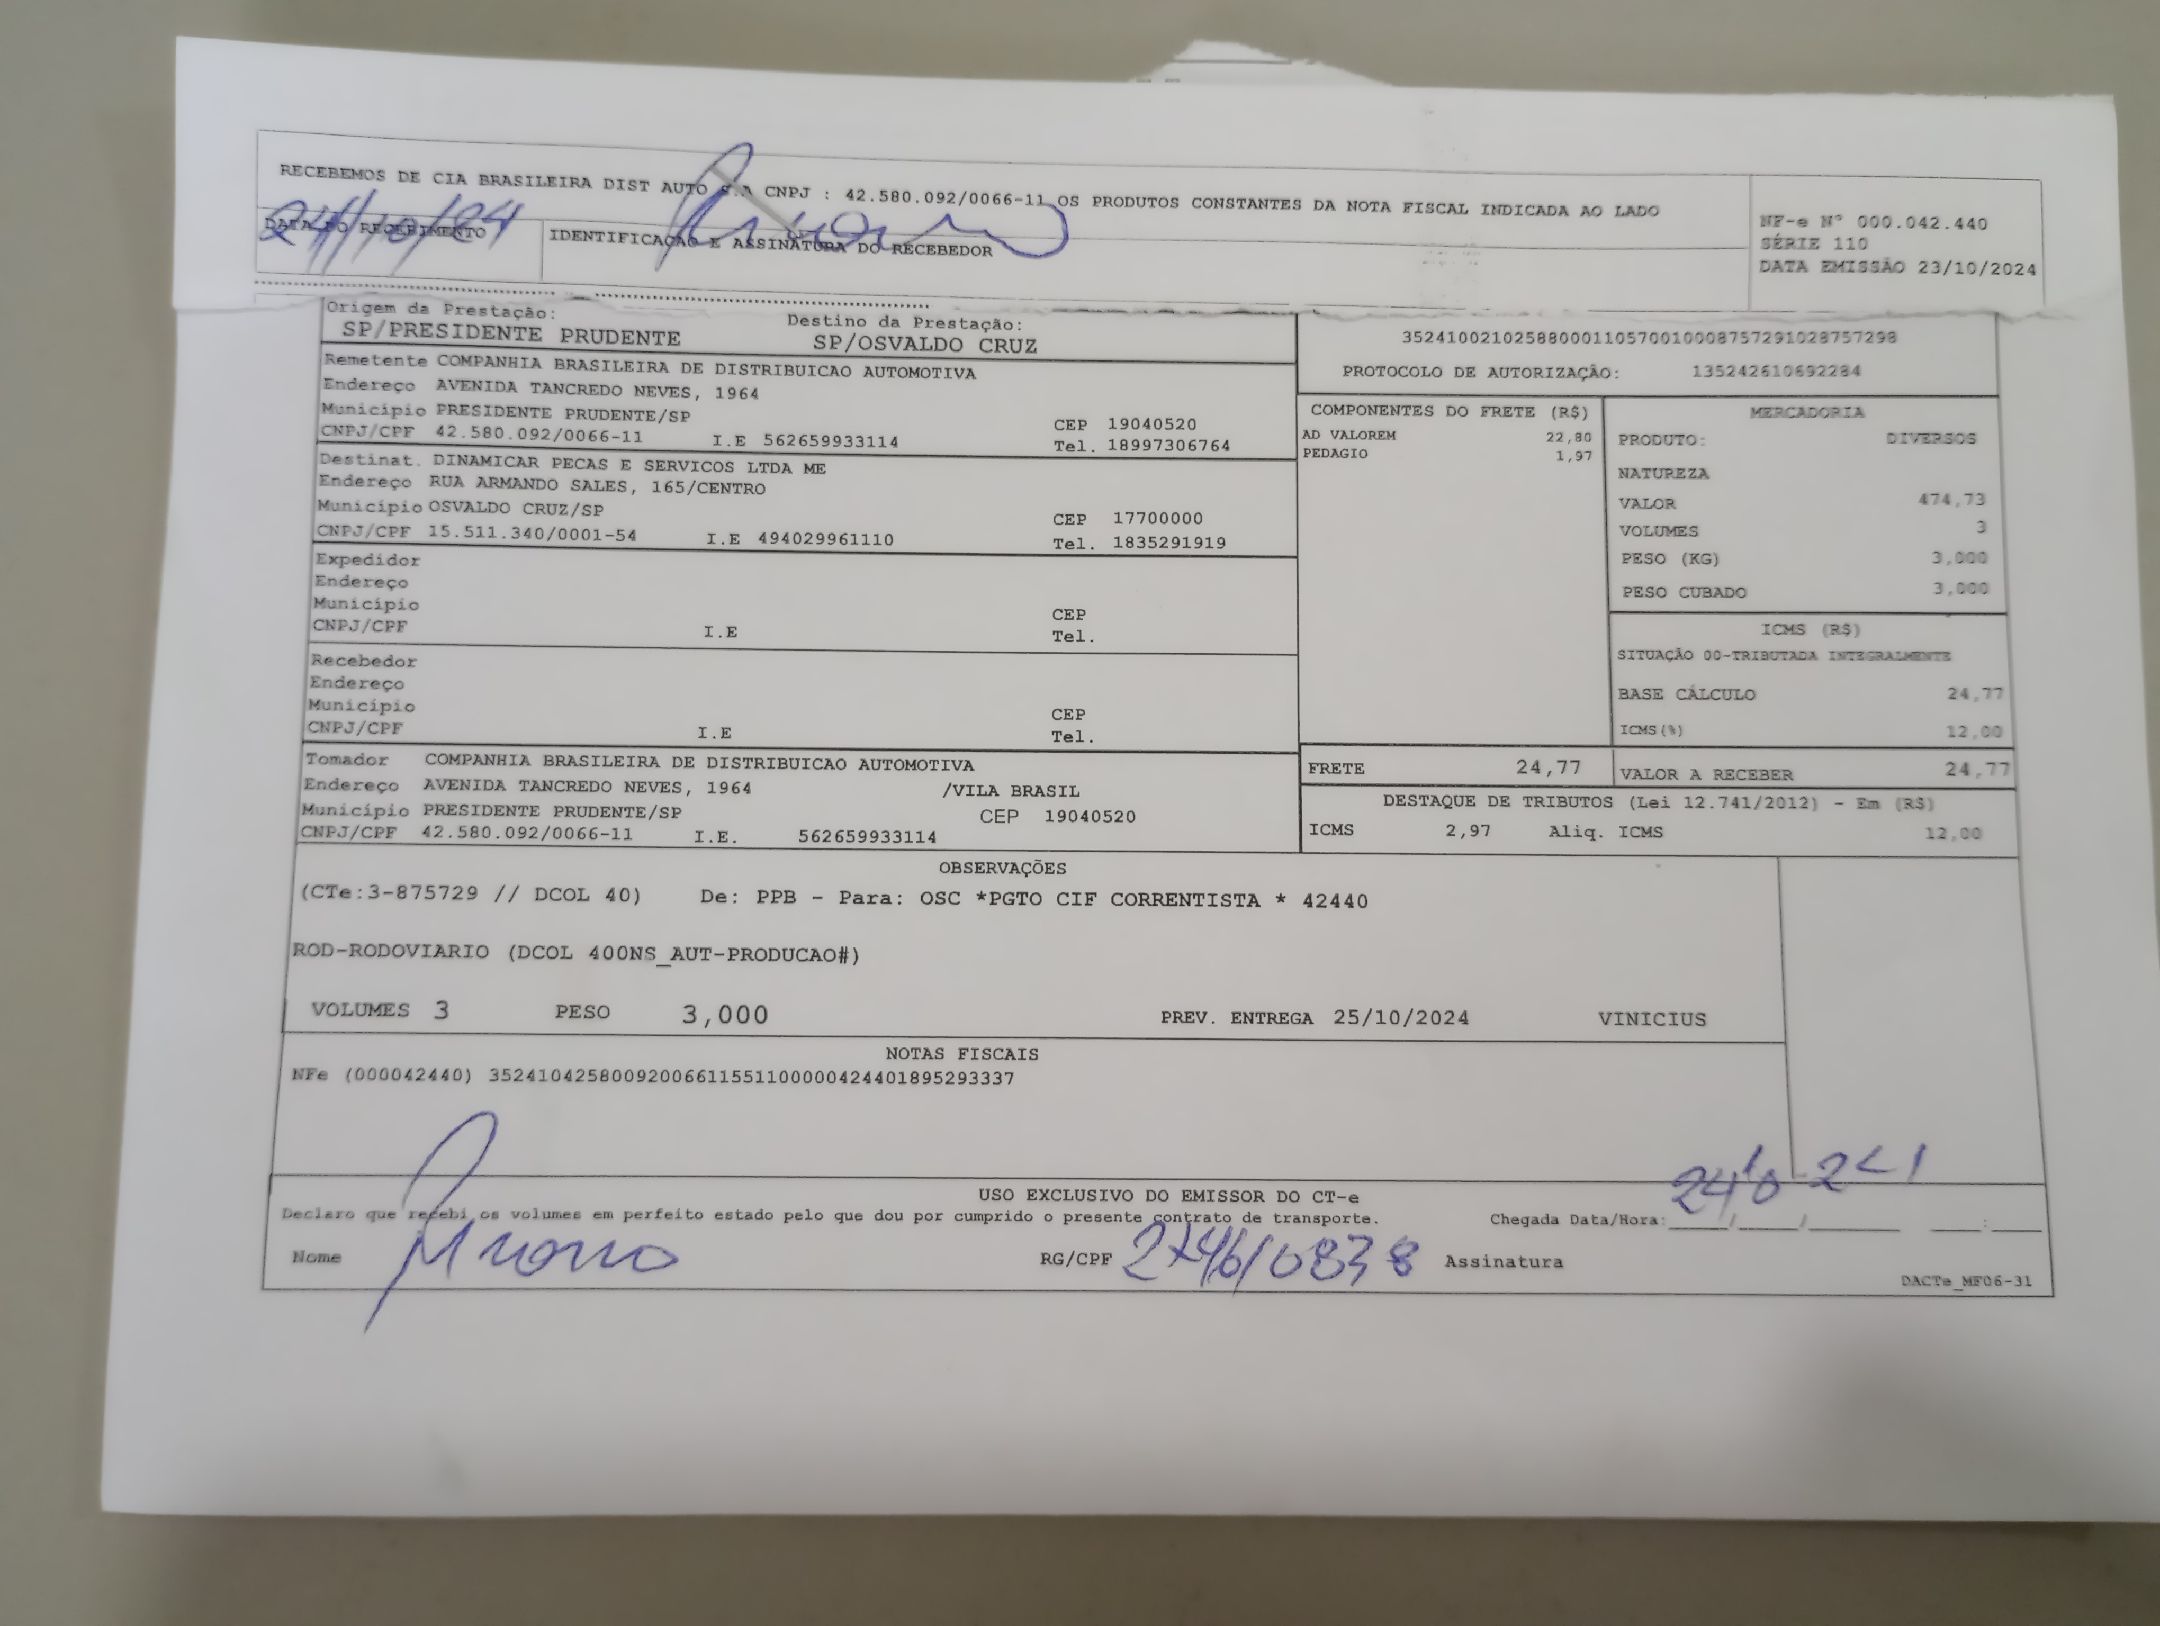 RECEBEMOS DE CIA BRASILEIRA DIST AUTO S.A CNPJ : 42.580.092/0066-11 OS PRODUTOS CONSTANTES DA NOTA FISCAL INDICADA AO LADO
NF-e Nº 000.042.440
SÉRIE 110
DATA EMISSÃO 23/10/2024
DATA DO RECEBIMENTO
24/10/24
IDENTIFICAÇÃO E ASSINATURA DO RECEBEDOR
Origem da Prestação:
SP/PRESIDENTE PRUDENTE
Destino da Prestação:
SP/OSVALDO CRUZ
35241002102588000110570010008757291028757298
PROTOCOLO DE AUTORIZAÇÃO: 135242610692284
Remetente COMPANHIA BRASILEIRA DE DISTRIBUICAO AUTOMOTIVA
Endereço AVENIDA TANCREDO NEVES, 1964
Município PRESIDENTE PRUDENTE/SP CEP 19040520
CNPJ/CPF 42.580.092/0066-11 I.E 562659933114 Tel. 18997306764
Destinat. DINAMICAR PECAS E SERVICOS LTDA ME
Endereço RUA ARMANDO SALES, 165/CENTRO
Município OSVALDO CRUZ/SP CEP 17700000
CNPJ/CPF 15.511.340/0001-54 I.E 494029961110 Tel. 1835291919
Expedidor
Endereço
Município CEP
CNPJ/CPF I.E Tel.
Recebedor
Endereço
Município CEP
CNPJ/CPF I.E Tel.
Tomador COMPANHIA BRASILEIRA DE DISTRIBUICAO AUTOMOTIVA
Endereço AVENIDA TANCREDO NEVES, 1964 /VILA BRASIL
Município PRESIDENTE PRUDENTE/SP CEP 19040520
CNPJ/CPF 42.580.092/0066-11 I.E. 562659933114
COMPONENTES DO FRETE (R$)
AD VALOREM 22,80
PEDAGIO 1,97
MERCADORIA
PRODUTO: DIVERSOS
NATUREZA
VALOR 474,73
VOLUMES 3
PESO (KG) 3,000
PESO CUBADO 3,000
ICMS (R$)
SITUAÇÃO 00-TRIBUTADA INTEGRALMENTE
BASE CÁLCULO 24,77
ICMS(%) 12,00
FRETE 24,77 VALOR A RECEBER 24,77
DESTAQUE DE TRIBUTOS (Lei 12.741/2012) - Em (R$)
ICMS 2,97 Aliq. ICMS 12,00
OBSERVAÇÕES
(CTe:3-875729 // DCOL 40) De: PPB - Para: OSC *PGTO CIF CORRENTISTA * 42440
ROD-RODOVIARIO (DCOL 400NS_AUT-PRODUCAO#)
VOLUMES 3 PESO 3,000 PREV. ENTREGA 25/10/2024 VINICIUS
NOTAS FISCAIS
NFe (000042440) 35241042580092006611551100000424401895293337
USO EXCLUSIVO DO EMISSOR DO CT-e
Declaro que recebi os volumes em perfeito estado pelo que dou por cumprido o presente contrato de transporte.
Chegada Data/Hora:
Nome RG/CPF Assinatura
DACTe_MF06-31